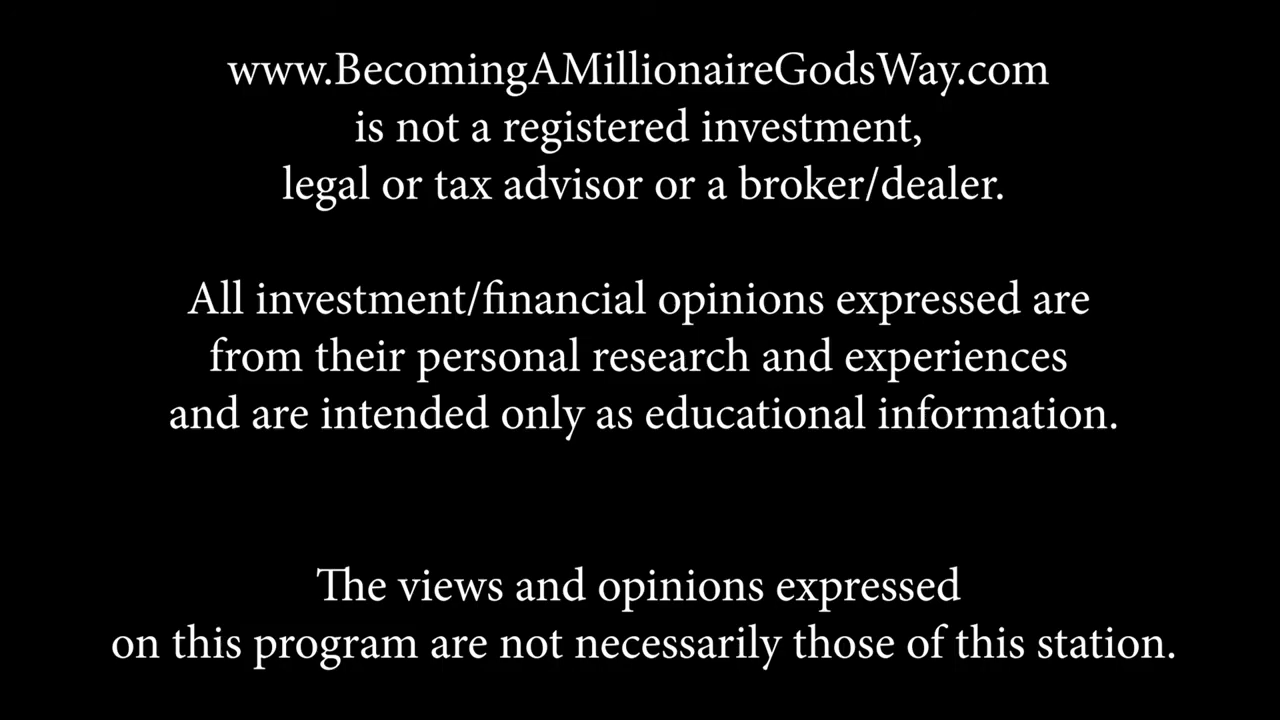 www.BecomingAMillionaireGodsWay.com
is not a registered investment,
legal or tax advisor or a broker/dealer.
All investment/financial opinions expressed are
from their personal research and experiences
and are intended only as educational information.
The views and opinions expressed
on this program are not necessarily those of this station.